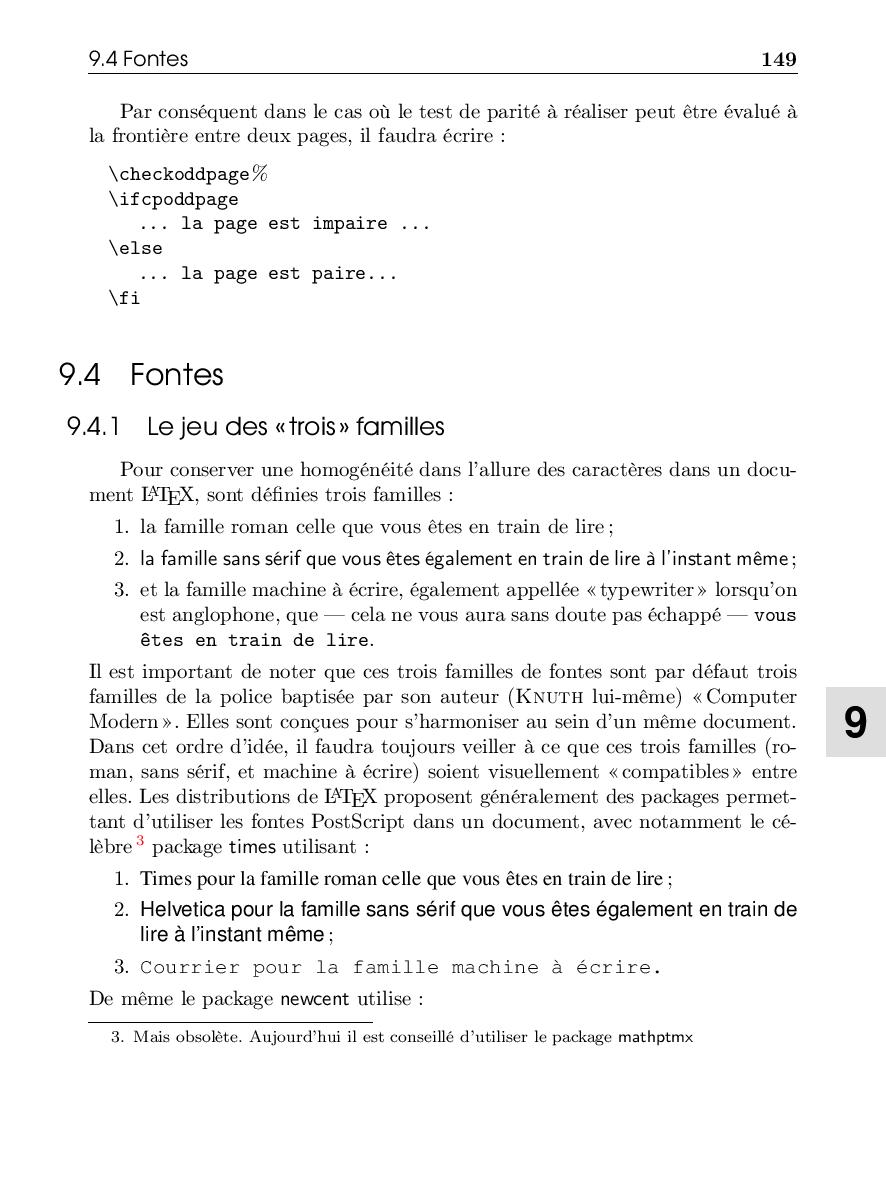 9.4 Fontes 149
Par conséquent dans le cas où le test de parité à réaliser peut être évalué à
la frontière entre deux pages, il faudra écrire :
\checkoddpage%
\ifcpoddpage
... la page est impaire ...
\else
... la page est paire...
\fi
9.4 Fontes
9.4.1 Le jeu des « trois » familles
Pour conserver une homogénéité dans l'allure des caractères dans un docu-
ment LATEX, sont définies trois familles :
1. la famille roman celle que vous êtes en train de lire ;
2. la famille sans sérif que vous êtes également en train de lire à l'instant même ;
3. et la famille machine à écrire, également appellée « typewriter » lorsqu'on
est anglophone, que — cela ne vous aura sans doute pas échappé — vous
êtes en train de lire.
Il est important de noter que ces trois familles de fontes sont par défaut trois
familles de la police baptisée par son auteur (KNUTH lui-même) « Computer
Modern ». Elles sont conçues pour s'harmoniser au sein d'un même document.
Dans cet ordre d'idée, il faudra toujours veiller à ce que ces trois familles (ro-
man, sans sérif, et machine à écrire) soient visuellement « compatibles » entre
elles. Les distributions de LATEX proposent généralement des packages permet-
tant d'utiliser les fontes PostScript dans un document, avec notamment le cé-
lèbre 3 package times utilisant :
1. Times pour la famille roman celle que vous êtes en train de lire ;
2. Helvetica pour la famille sans sérif que vous êtes également en train de
lire à l'instant même ;
3. Courrier pour la famille machine à écrire.
De même le package newcent utilise :
3. Mais obsolète. Aujourd'hui il est conseillé d'utiliser le package mathptmx
9